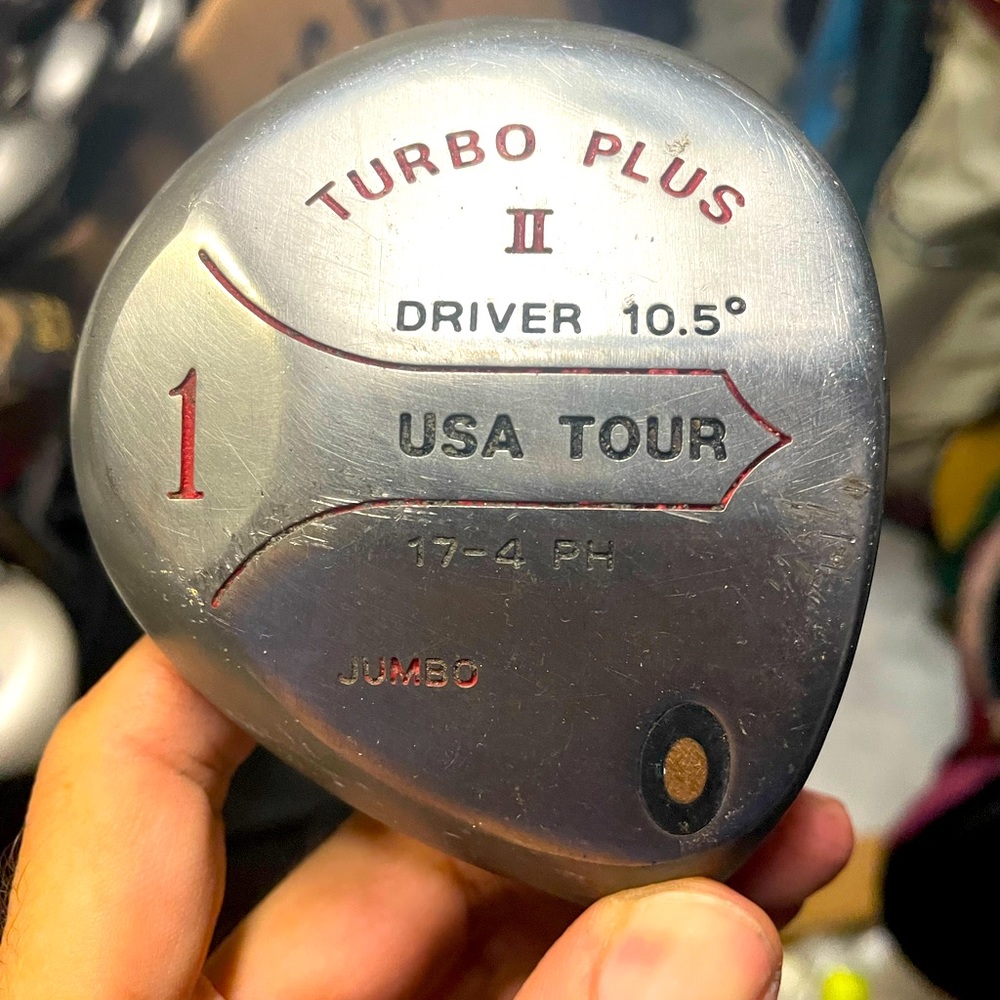 TURBO PLUS
II
DRIVER 10.5°
1
USA TOUR
17-4 PH
JUMBO